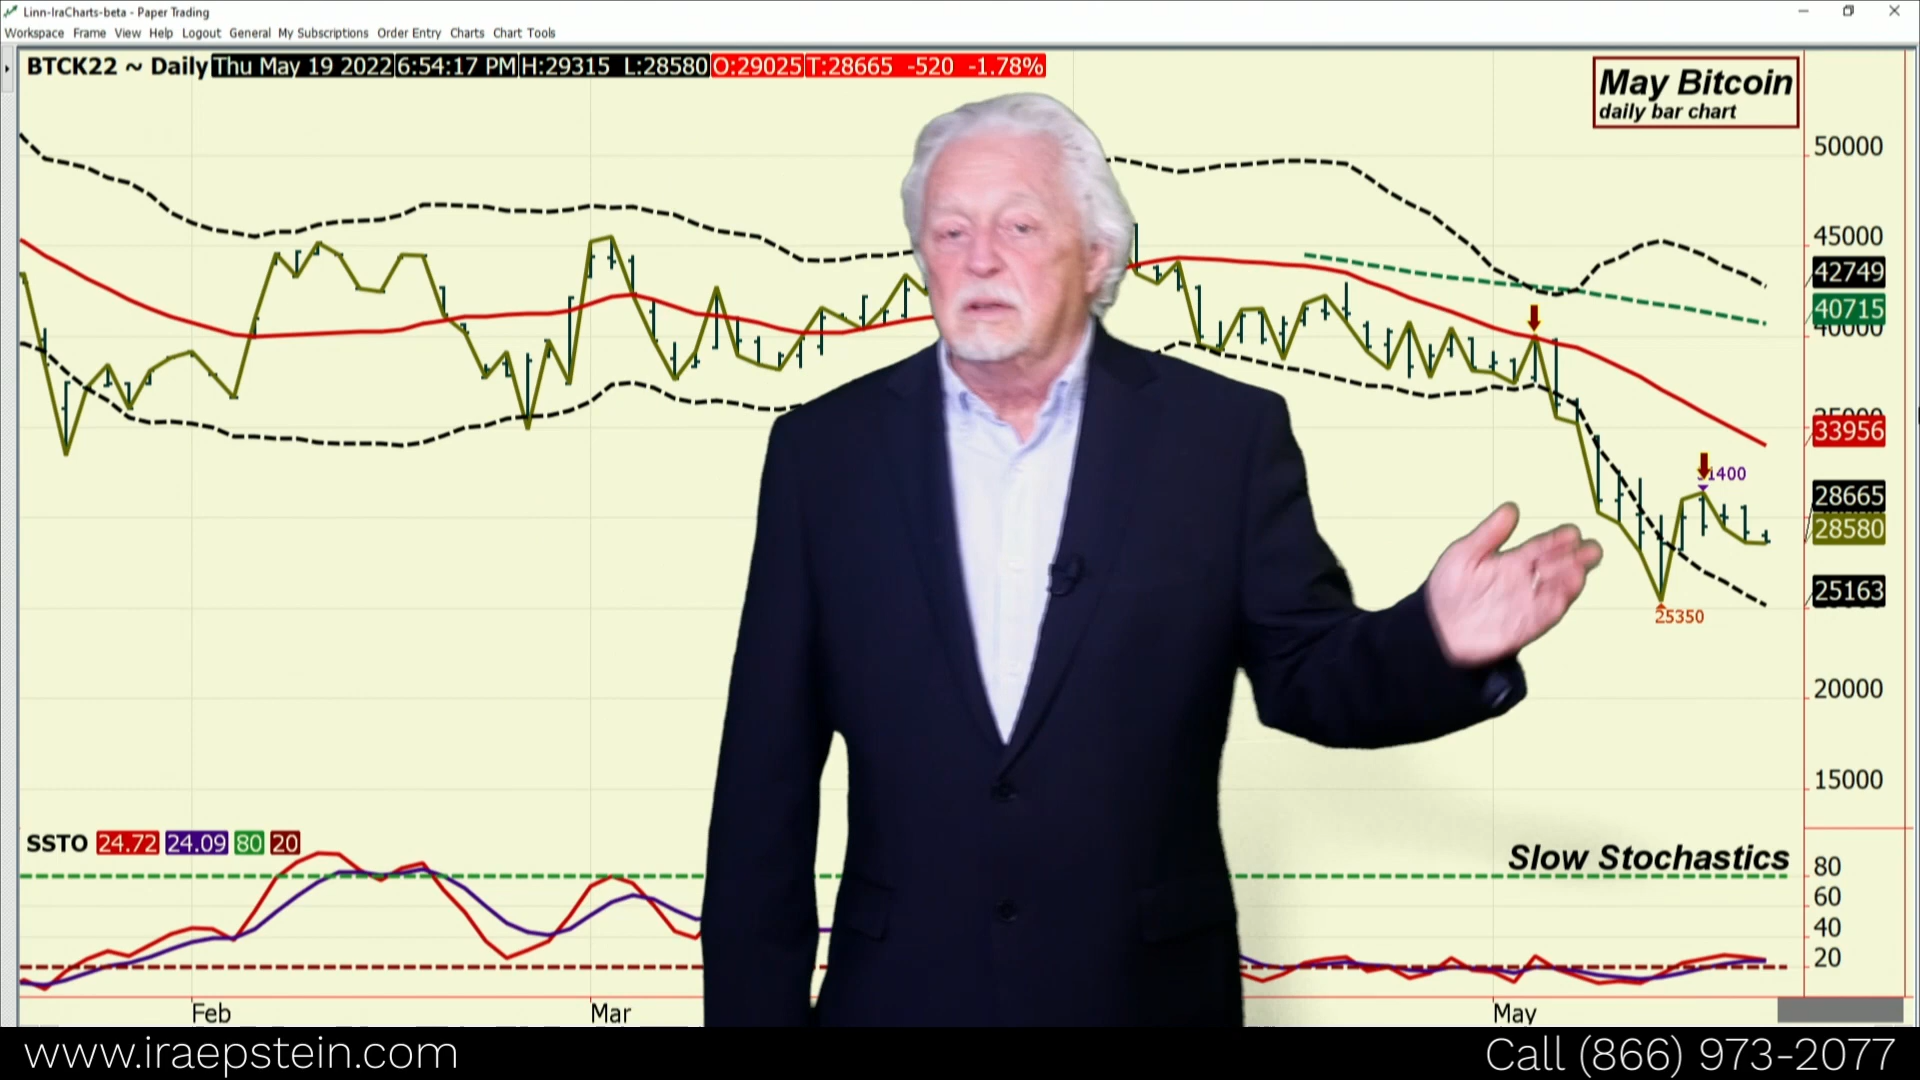 Linn-IraCharts-beta - Paper Trading
Workspace Frame View Help Logout General My Subscriptions Order Entry Charts Chart Tools
BTCK22 ~ Daily Thu May 19 2022 6:54:17 PM H:29315 L:28580 O:29025 T:28665 -520 -1.78%
May Bitcoin
daily bar chart
50000
45000
42749
40715
40000
35000
33956
31400
28665
28580
25163
25350
20000
15000
SSTO 24.72 24.09 80 20
Slow Stochastics
80
60
40
20
Feb Mar May
www.iraepstein.com
Call (866) 973-2077